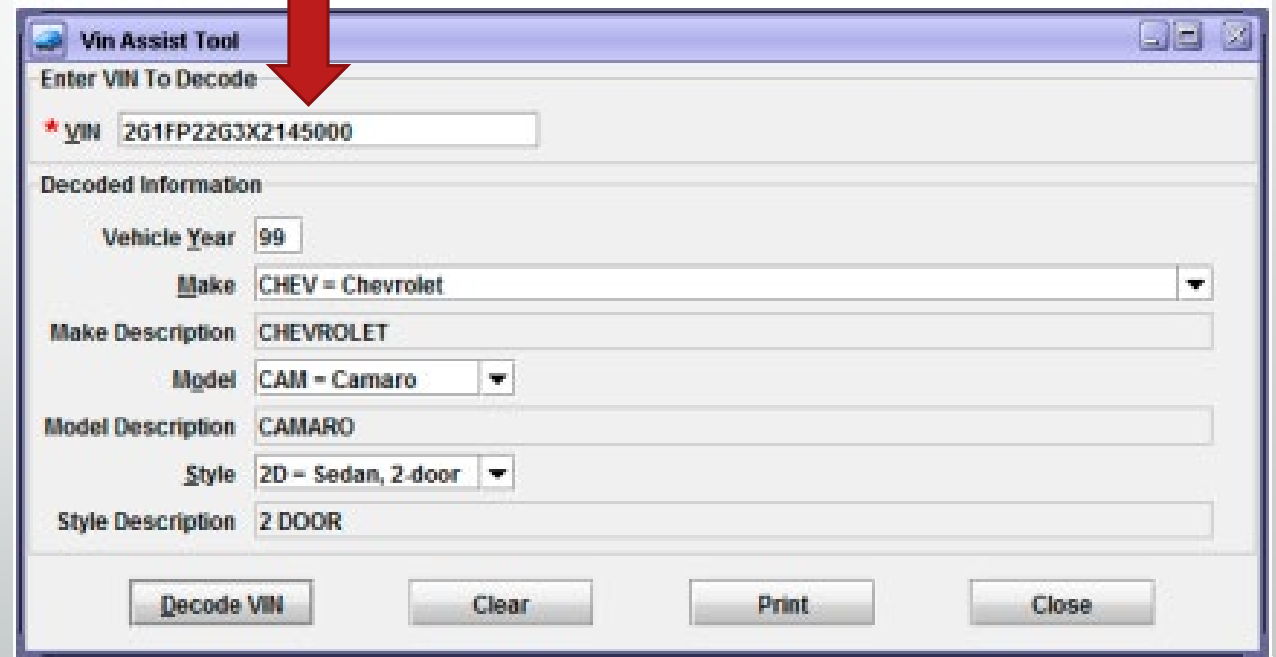 Vin Assist Tool
Enter VIN To Decode
* VIN 2G1FP22G3X2145000
Decoded Information
Vehicle Year 99
Make CHEV = Chevrolet
Make Description CHEVROLET
Model CAM = Camaro
Model Description CAMARO
Style 2D = Sedan, 2-door
Style Description 2 DOOR
Decode VIN Clear Print Close